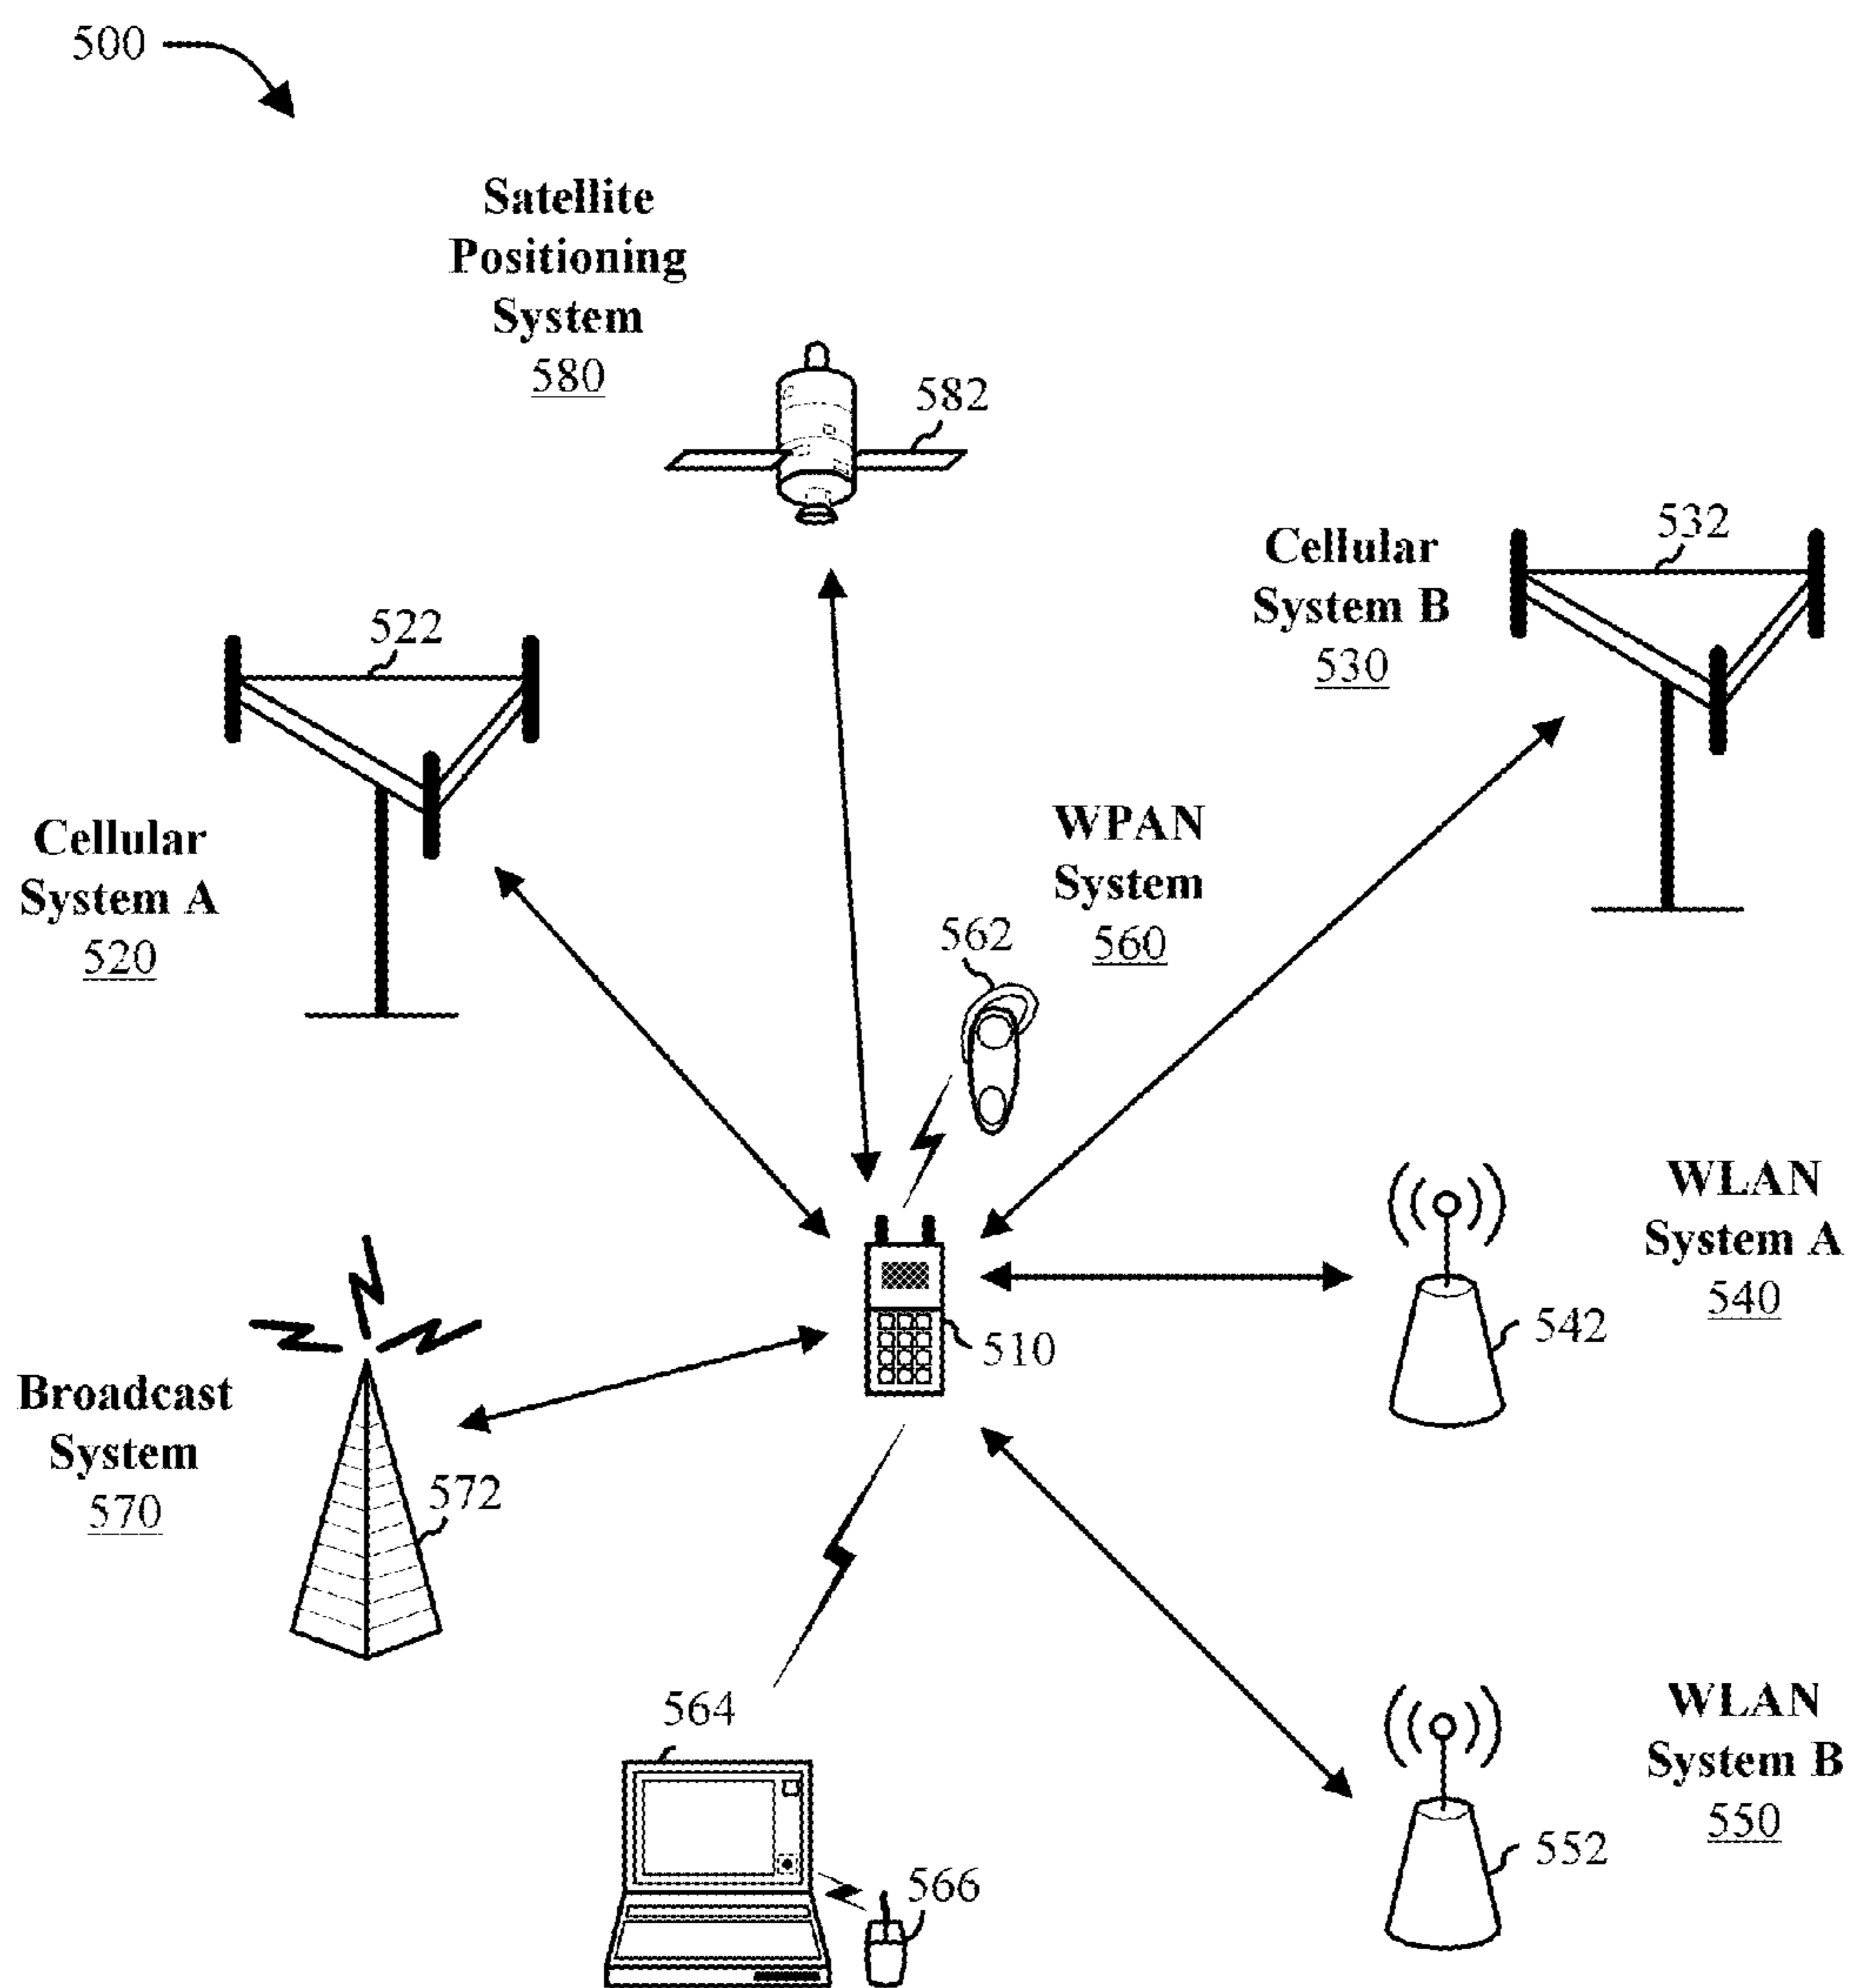 500
Satellite
Positioning
System
580
582
Cellular
System B
530
532
522
Cellular
System A
520
WPAN
System
560
562
WLAN
System A
540
542
510
Broadcast
System
570
572
564
566
WLAN
System B
550
552